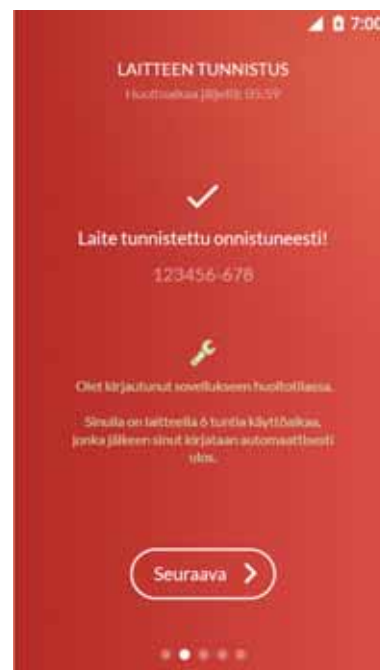 7:00
LAITTEEN TUNNISTUS
Huoltoaikaa jäljellä: 05:59
Laite tunnistettu onnistuneesti!
123456-678
Olet kirjautunut sovellukseen huoltotilassa.
Sinulla on laitteella 6 tuntia käyttöaikaa,
jonka jälkeen sinut kirjataan automaattisesti
ulos.
Seuraava